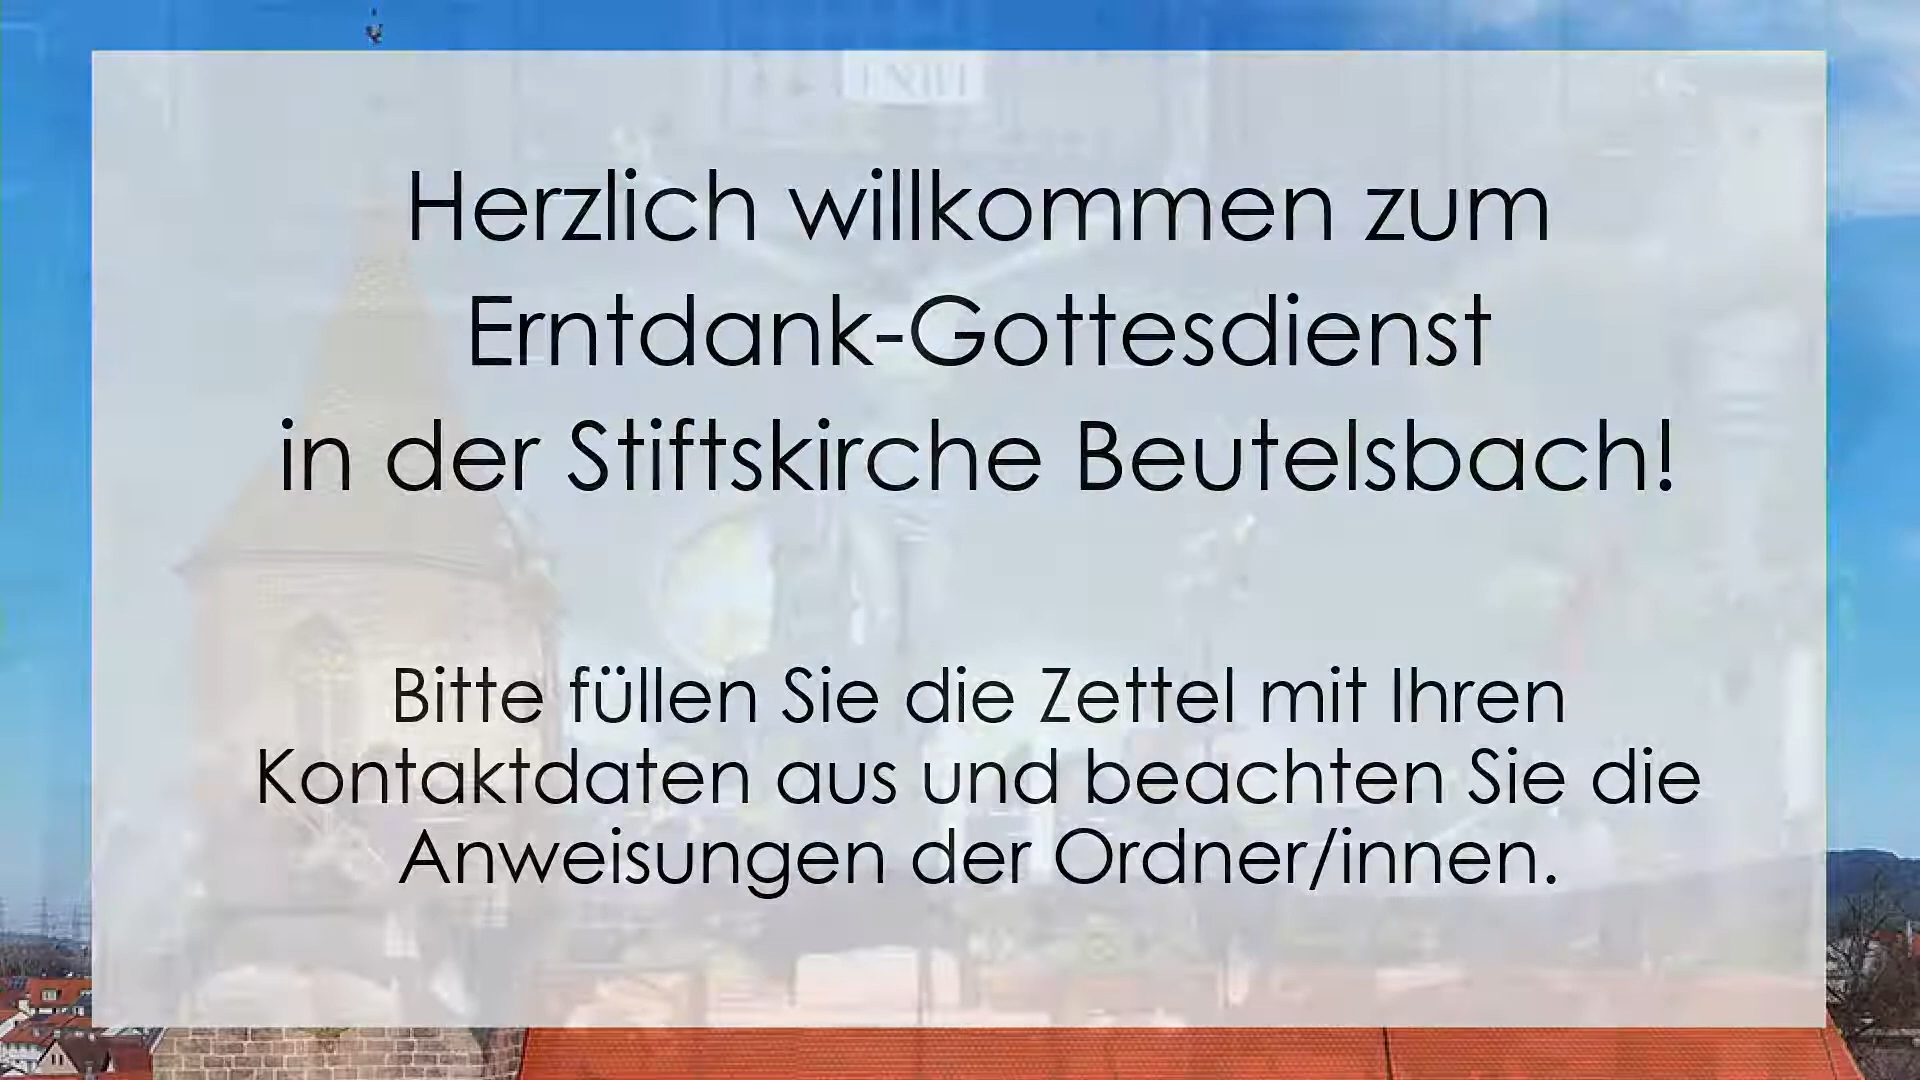 Herzlich willkommen zum
Erntdank-Gottesdienst
in der Stiftskirche Beutelsbach!
Bitte füllen Sie die Zettel mit Ihren
Kontaktdaten aus und beachten Sie die
Anweisungen der Ordner/innen.